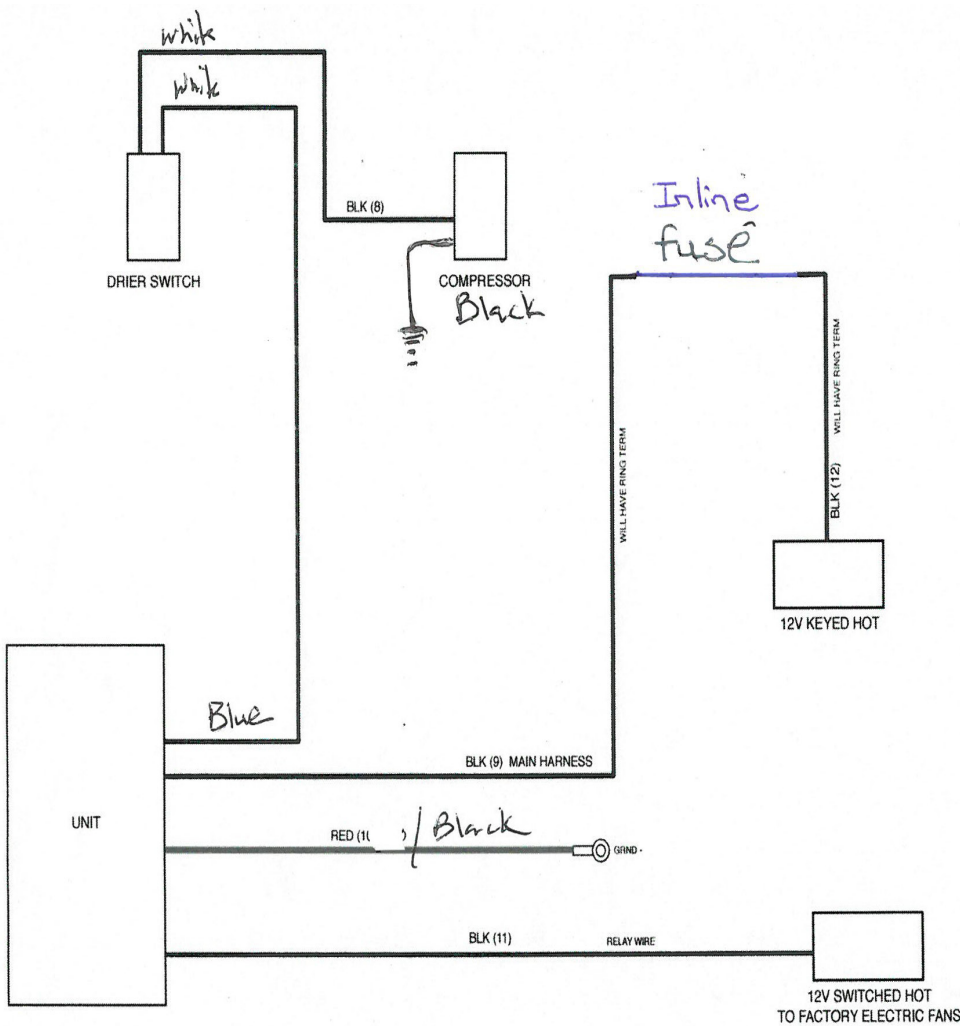 White
White
BLK (8)
DRIER SWITCH
COMPRESSOR
Black
Inline
fuse
WILL HAVE RING TERM
WILL HAVE RING TERM
BLK (12)
12V KEYED HOT
Blue
BLK (9) MAIN HARNESS
UNIT
RED (1 ) / Black
GRND -
BLK (11)
RELAY WIRE
12V SWITCHED HOT
TO FACTORY ELECTRIC FANS